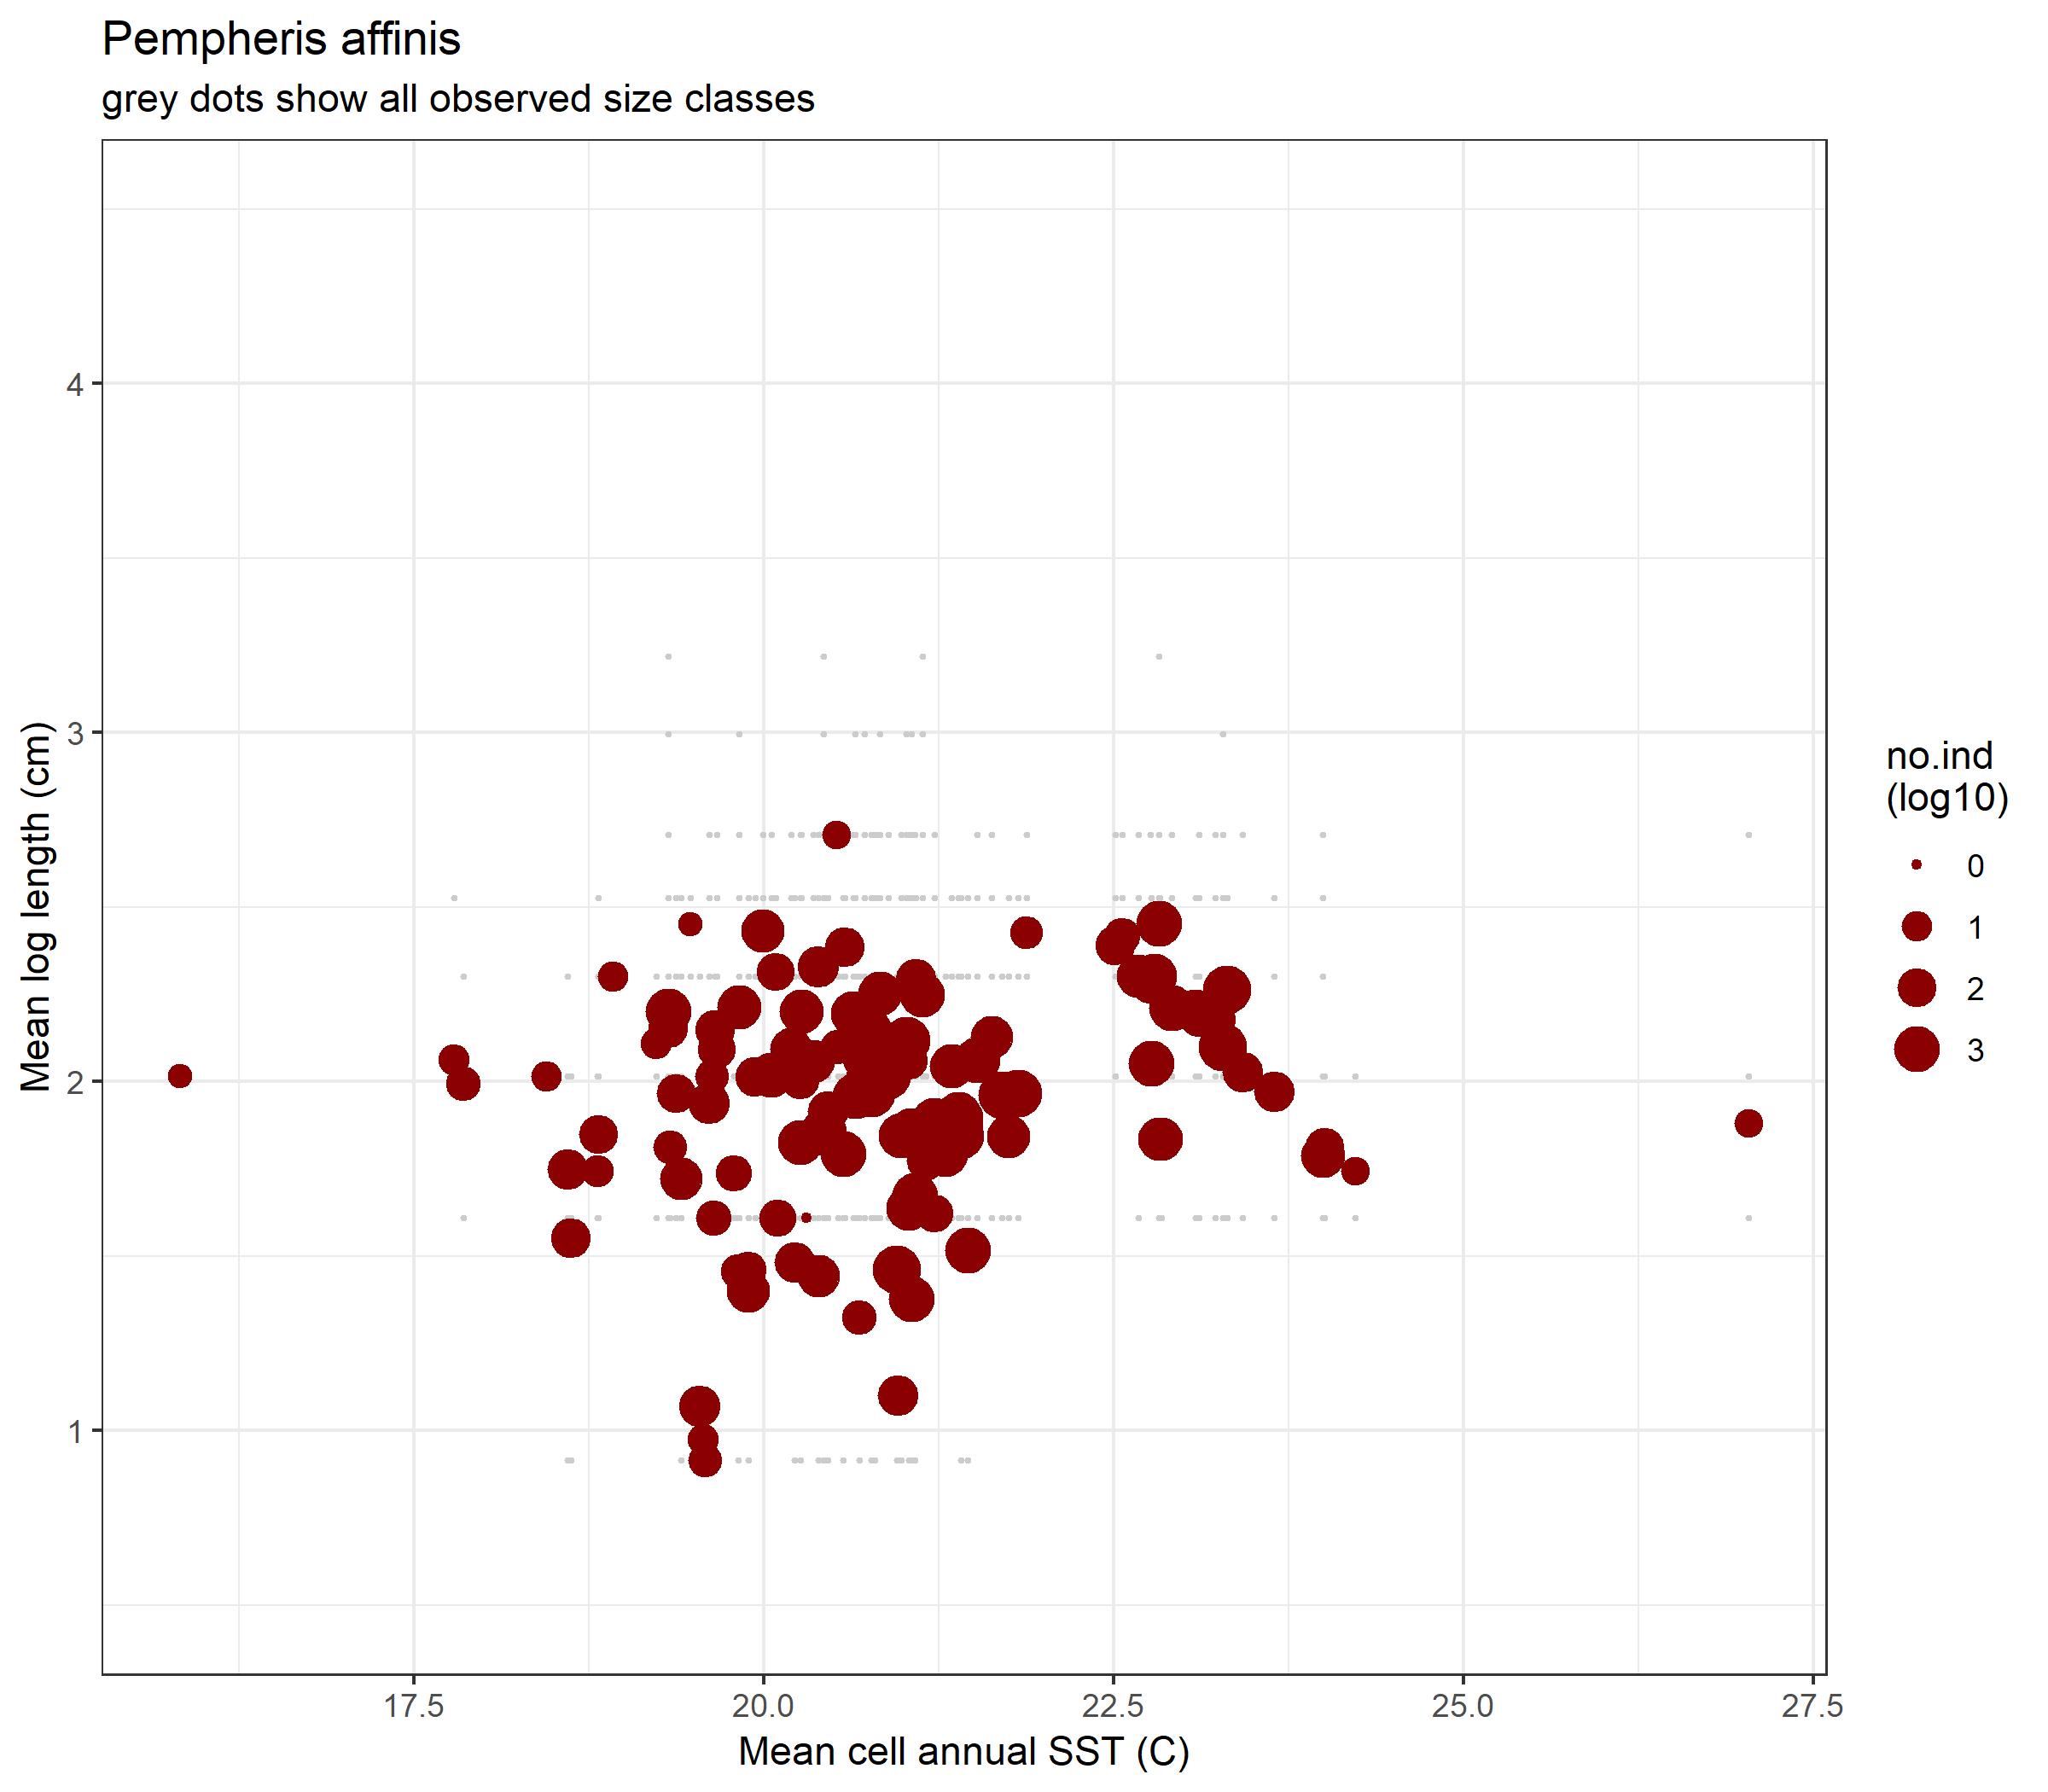 Pempheris affinis
grey dots show all observed size classes
Mean log length (cm)
4
3
2
1
17.5 20.0 22.5 25.0 27.5
Mean cell annual SST (C)
no.ind
(log10)
0
1
2
3